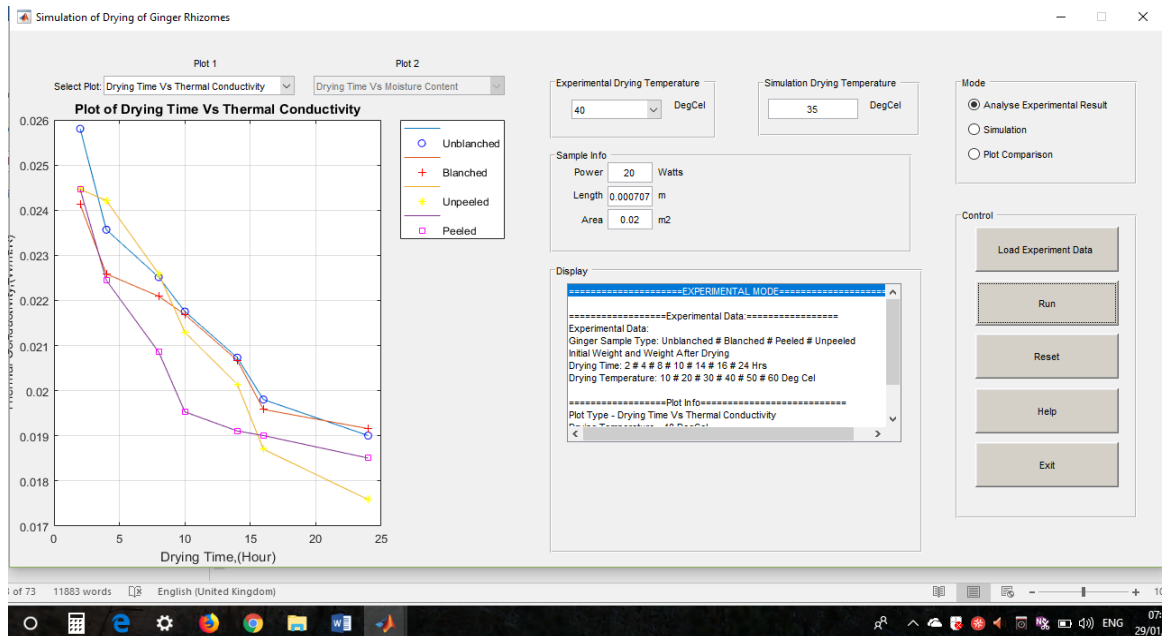 Simulation of Drying of Ginger Rhizomes
Plot 1
Plot 2
Select Plot: Drying Time Vs Thermal Conductivity
Drying Time Vs Moisture Content
Plot of Drying Time Vs Thermal Conductivity
0.026
0.025
0.024
0.023
0.022
0.021
0.02
0.019
0.018
0.017
0
5
10
15
20
25
Drying Time,(Hour)
Unblanched
Blanched
Unpeeled
Peeled
Experimental Drying Temperature
40
DegCel
Simulation Drying Temperature
35
DegCel
Sample Info
Power 20 Watts
Length 0.000707 m
Area 0.02 m2
Display
=====================EXPERIMENTAL MODE=====================
==================Experimental Data:=================
Experimental Data:
Ginger Sample Type: Unblanched # Blanched # Peeled # Unpeeled
Initial Weight and Weight After Drying
Drying Time: 2 # 4 # 8 # 10 # 14 # 16 # 24 Hrs
Drying Temperature: 10 # 20 # 30 # 40 # 50 # 60 Deg Cel
==================Plot Info===========================
Plot Type - Drying Time Vs Thermal Conductivity
Mode
Analyse Experimental Result
Simulation
Plot Comparison
Control
Load Experiment Data
Run
Reset
Help
Exit
of 73 11883 words English (United Kingdom)
ENG
07:
29/01